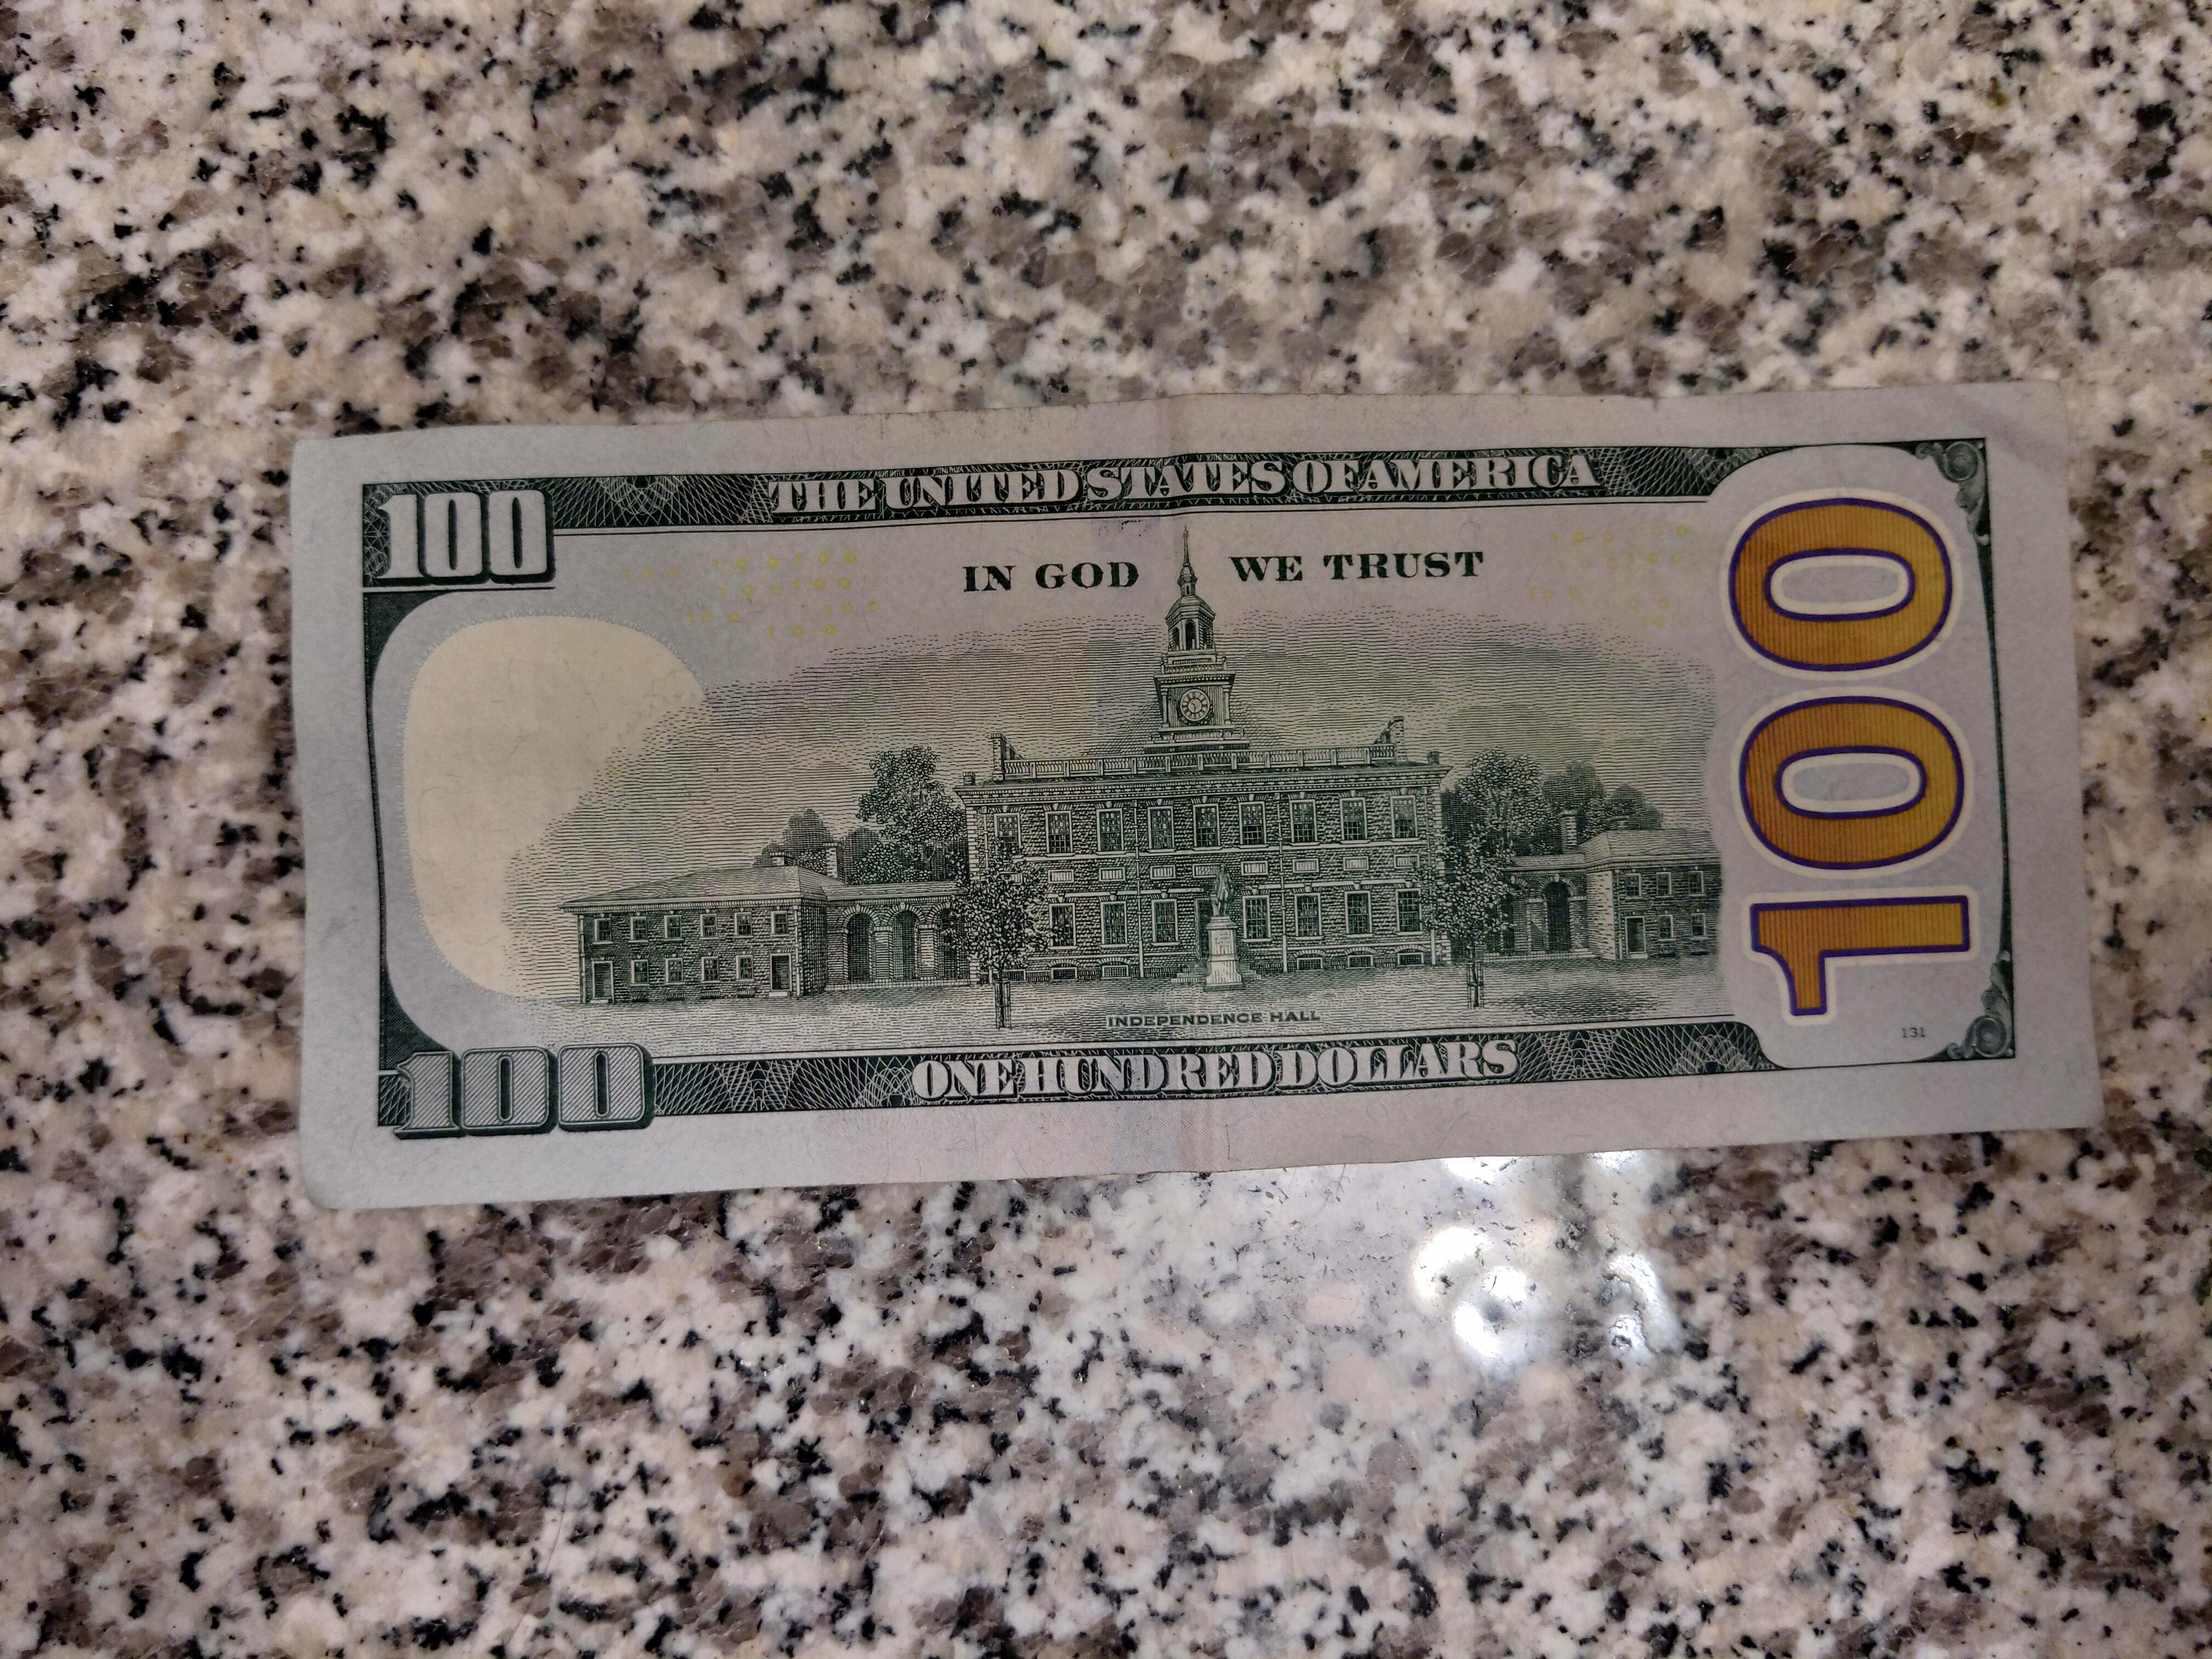 THE UNITED STATES OF AMERICA
100
IN GOD WE TRUST
100
INDEPENDENCE HALL
131
100
ONE HUNDRED DOLLARS